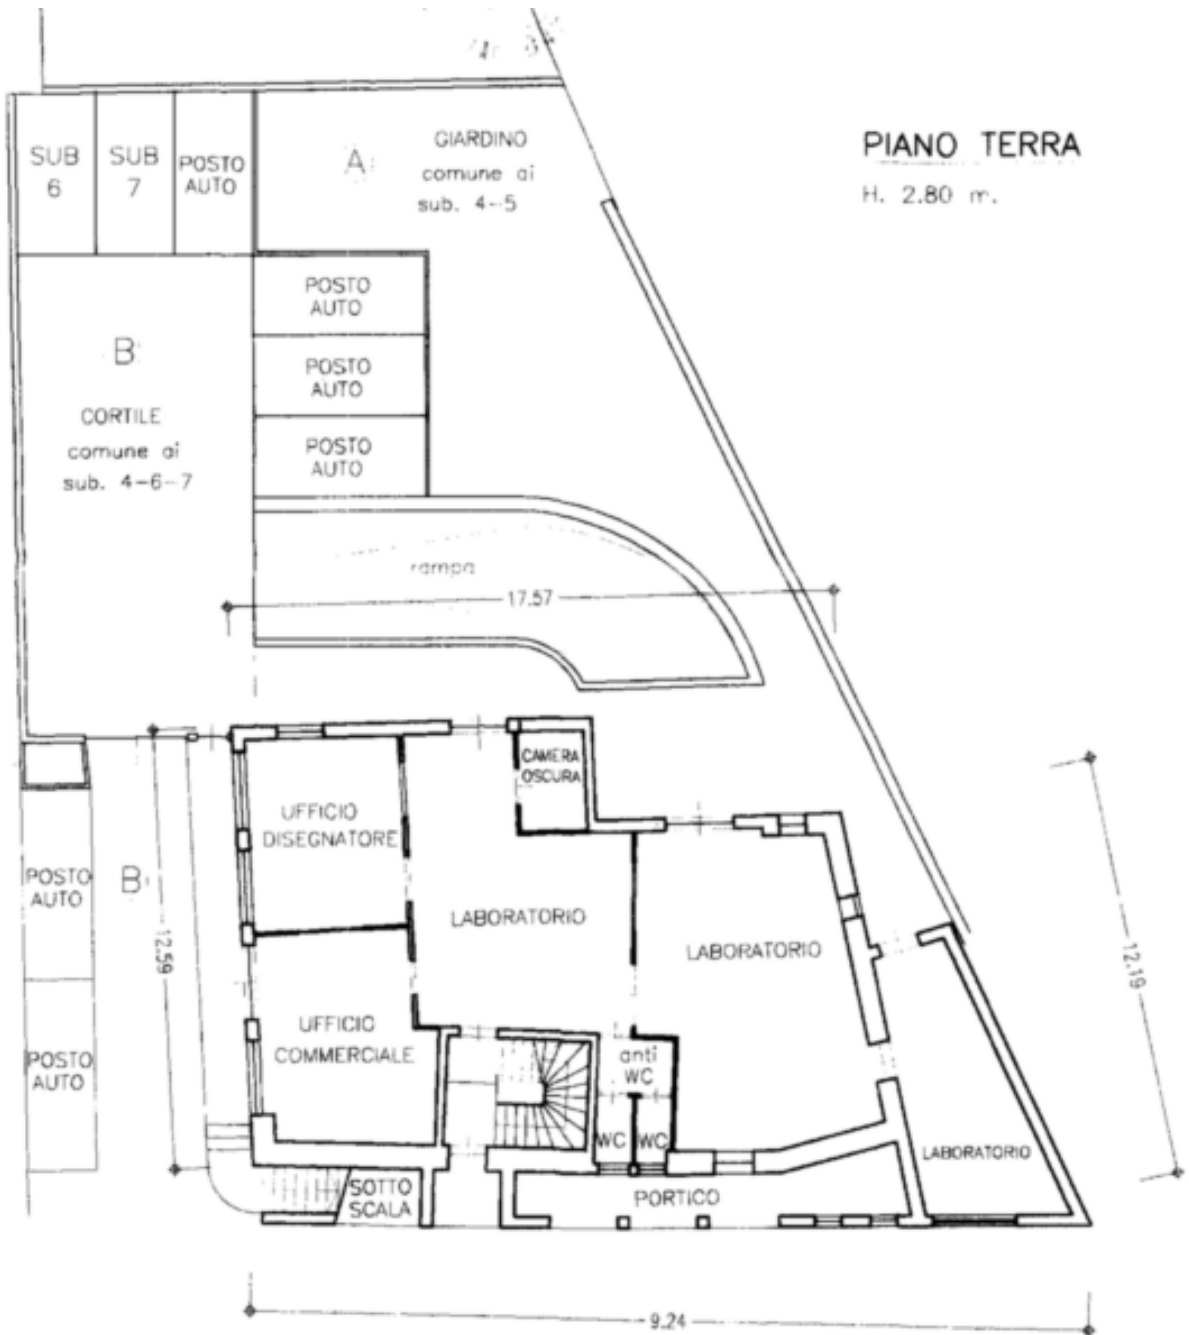 PIANO TERRA
H. 2.80 m.
SUB
6
SUB
7
POSTO
AUTO
A
GIARDINO
comune ai
sub. 4-5
POSTO
AUTO
POSTO
AUTO
POSTO
AUTO
B
CORTILE
comune ai
sub. 4-6-7
rampa
17.57
CAMERA
OSCURA
UFFICIO
DISEGNATORE
LABORATORIO
LABORATORIO
POSTO
AUTO
B
12.59
12.19
UFFICIO
COMMERCIALE
anti
WC
POSTO
AUTO
WC
WC
LABORATORIO
SOTTO
SCALA
PORTICO
9.24